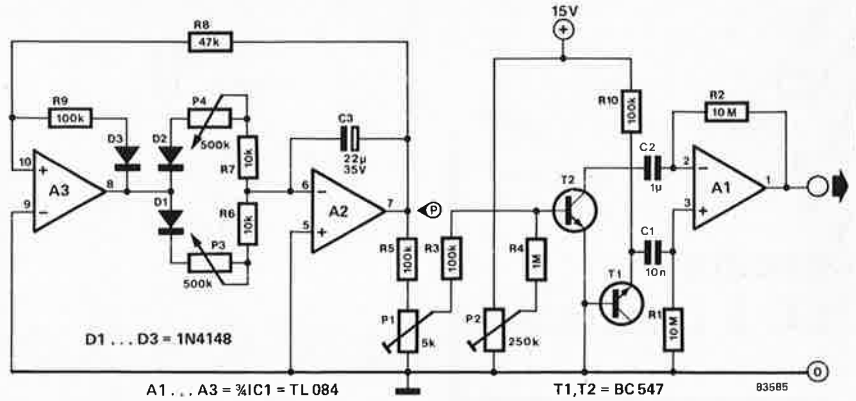 R8
47k
15V
R9
100k
P4
500k
R10
100k
R2
10 M
D3
D2
C3
22µ
35V
R7
10k
C2
1µ
T2
10
+
A3
8
9
−
6
−
A2
7
5
+
P
2
−
A1
1
3
+
D1
R6
10k
R5
100k
R3
100k
R4
1M
C1
10n
P3
500k
T1
P1
5k
P2
250k
R1
10M
D1 . . . D3 = 1N4148
0
A1 . . . A3 = ¾IC1 = TL 084
T1,T2 = BC 547
83585